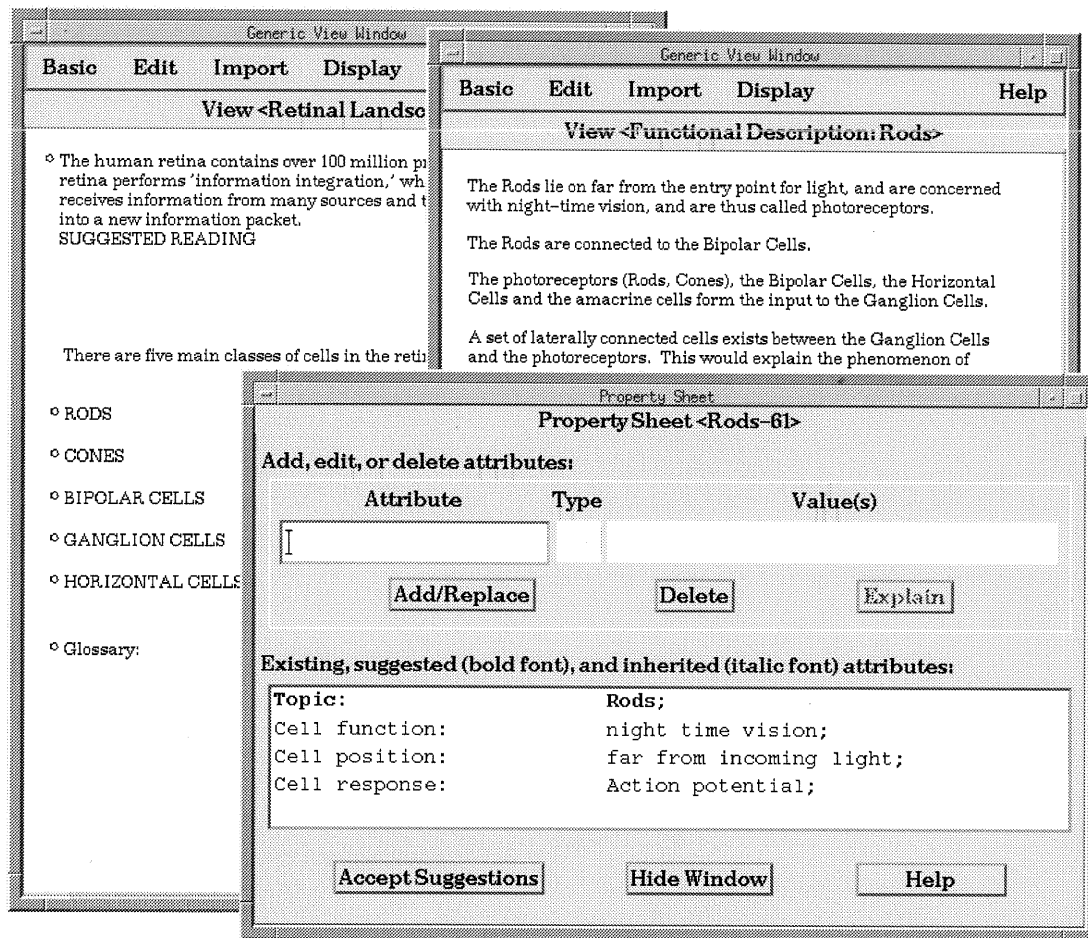 Generic View Window
Basic Edit Import Display
View <Retinal Landsc
The human retina contains over 100 million
retina performs 'information integration,' wh
receives information from many sources and
into a new information packet.
SUGGESTED READING
There are five main classes of cells in the reti
RODS
CONES
BIPOLAR CELLS
GANGLION CELLS
HORIZONTAL CELLS
Glossary:
Generic View Window
Basic Edit Import Display Help
View <Functional Description: Rods>
The Rods lie on far from the entry point for light, and are concerned
with night-time vision, and are thus called photoreceptors.
The Rods are connected to the Bipolar Cells.
The photoreceptors (Rods, Cones), the Bipolar Cells, the Horizontal
Cells and the amacrine cells form the input to the Ganglion Cells.
A set of laterally connected cells exists between the Ganglion Cells
and the photoreceptors. This would explain the phenomenon of
Property Sheet
Property Sheet <Rods-61>
Add, edit, or delete attributes:
Attribute Type Value(s)
Add/Replace Delete Explain
Existing, suggested (bold font), and inherited (italic font) attributes:
Topic: Rods;
Cell function: night time vision;
Cell position: far from incoming light;
Cell response: Action potential;
Accept Suggestions Hide Window Help